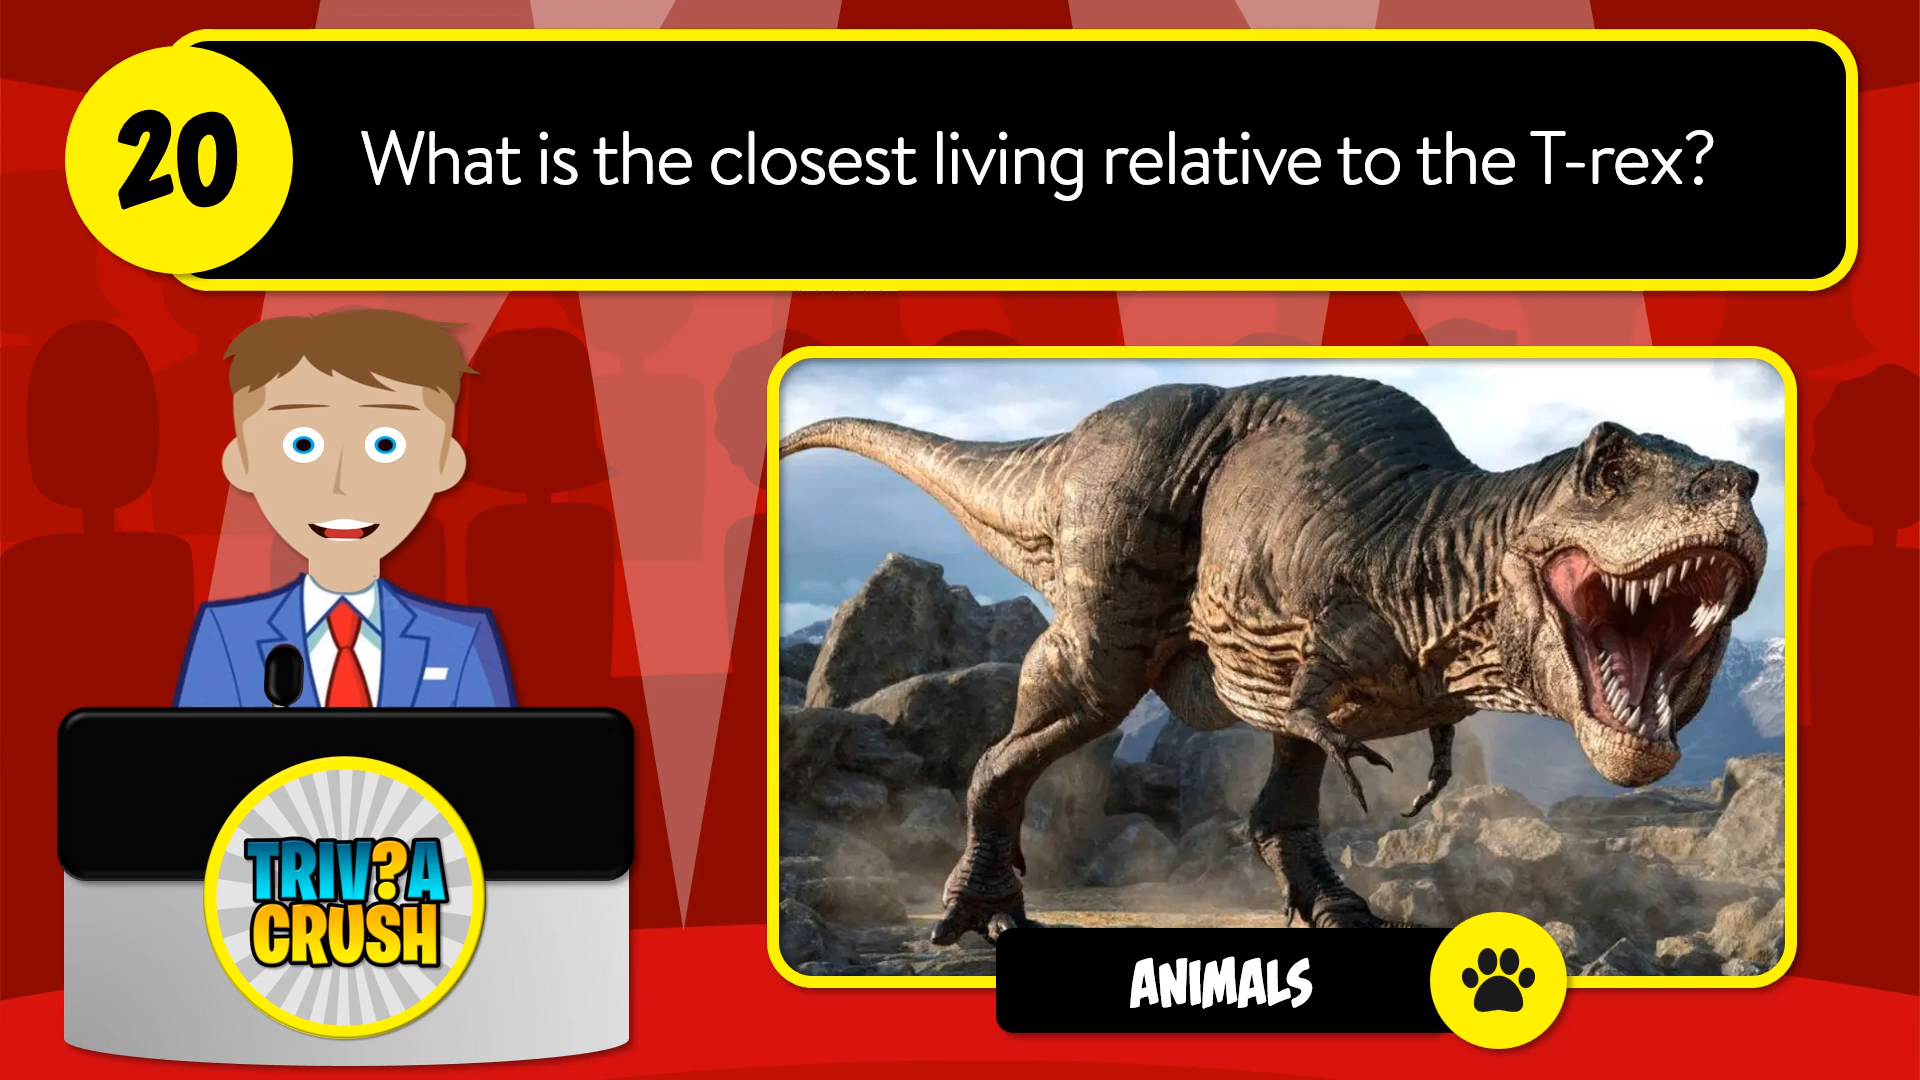 20
What is the closest living relative to the T-rex?
TRIV?A
CRUSH
ANIMALS